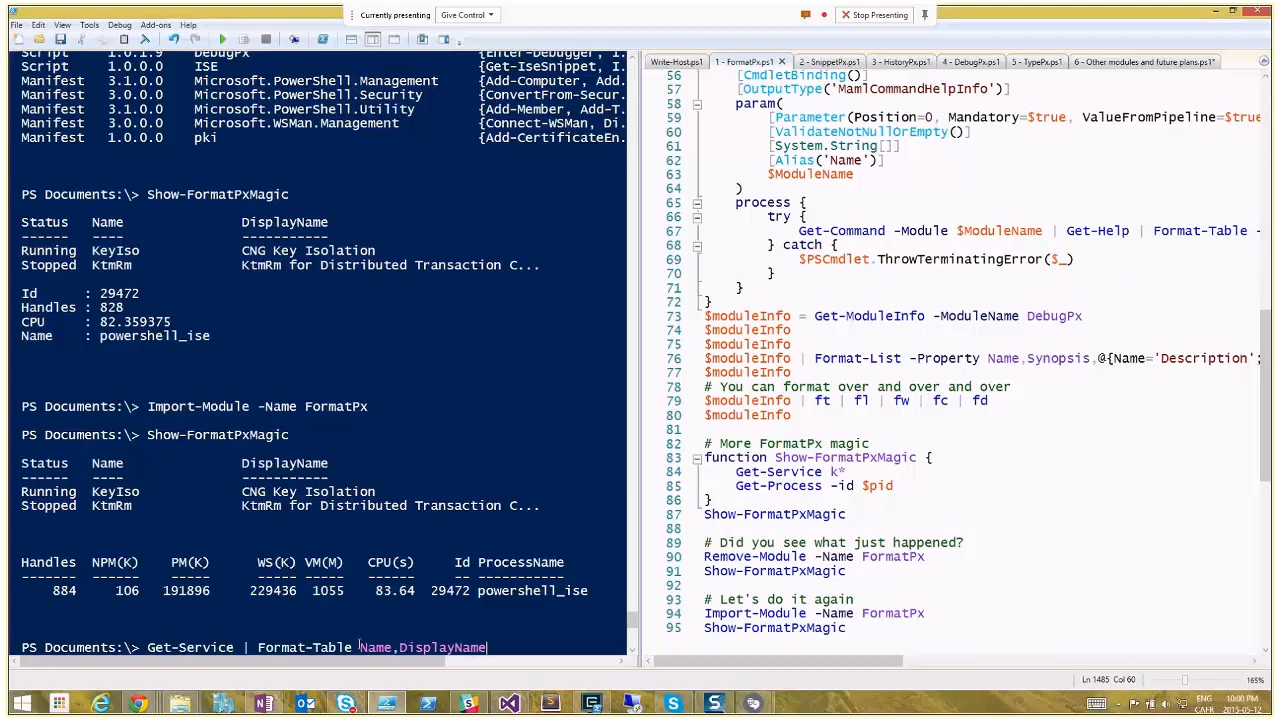 Currently presenting
Give Control
Stop Presenting
File Edit View Tools Debug Add-ons Help
Script 1.0.1.9 DebugPx {Enter-Debugger, I.
Script 1.0.0.0 ISE {Get-IseSnippet, I.
Manifest 3.1.0.0 Microsoft.PowerShell.Management {Add-Computer, Add.
Manifest 3.0.0.0 Microsoft.PowerShell.Security {ConvertFrom-Secur.
Manifest 3.1.0.0 Microsoft.PowerShell.Utility {Add-Member, Add-T.
Manifest 3.0.0.0 Microsoft.WSMan.Management {Connect-WSMan, Di.
Manifest 1.0.0.0 pki {Add-CertificateEn.
PS Documents:\> Show-FormatPxMagic
Status Name DisplayName
------ ---- -----------
Running KeyIso CNG Key Isolation
Stopped KtmRm KtmRm for Distributed Transaction C...
Id : 29472
Handles : 828
CPU : 82.359375
Name : powershell_ise
PS Documents:\> Import-Module -Name FormatPx
PS Documents:\> Show-FormatPxMagic
Status Name DisplayName
------ ---- -----------
Running KeyIso CNG Key Isolation
Stopped KtmRm KtmRm for Distributed Transaction C...
Handles NPM(K) PM(K) WS(K) VM(M) CPU(s) Id ProcessName
------- ------ ----- ----- ----- ------ -- -----------
884 106 191896 229436 1055 83.64 29472 powershell_ise
PS Documents:\> Get-Service | Format-Table Name,DisplayName
Write-Host.ps1 1 - FormatPx.ps1 2 - SnippetPx.ps1 3 - HistoryPx.ps1 4 - DebugPx.ps1 5 - TypePx.ps1 6 - Other modules and future plans.ps1*
56 [CmdletBinding()]
57 [OutputType('MamlCommandHelpInfo')]
58 param(
59 [Parameter(Position=0, Mandatory=$true, ValueFromPipeline=$true
60 [ValidateNotNullOrEmpty()]
61 [System.String[]]
62 [Alias('Name')]
63 $ModuleName
64 )
65 process {
66 try {
67 Get-Command -Module $ModuleName | Get-Help | Format-Table -
68 } catch {
69 $PSCmdlet.ThrowTerminatingError($_)
70 }
71 }
72 }
73 $moduleInfo = Get-ModuleInfo -ModuleName DebugPx
74 $moduleInfo
75 $moduleInfo
76 $moduleInfo | Format-List -Property Name,Synopsis,@{Name='Description';
77 $moduleInfo
78 # You can format over and over and over
79 $moduleInfo | ft | fl | fw | fc | fd
80 $moduleInfo
81
82 # More FormatPx magic
83 function Show-FormatPxMagic {
84 Get-Service k*
85 Get-Process -id $pid
86 }
87 Show-FormatPxMagic
88
89 # Did you see what just happened?
90 Remove-Module -Name FormatPx
91 Show-FormatPxMagic
92
93 # Let's do it again
94 Import-Module -Name FormatPx
95 Show-FormatPxMagic
Ln 1485 Col 60
165%
ENG
CAFR
10:00 PM
2015-05-12